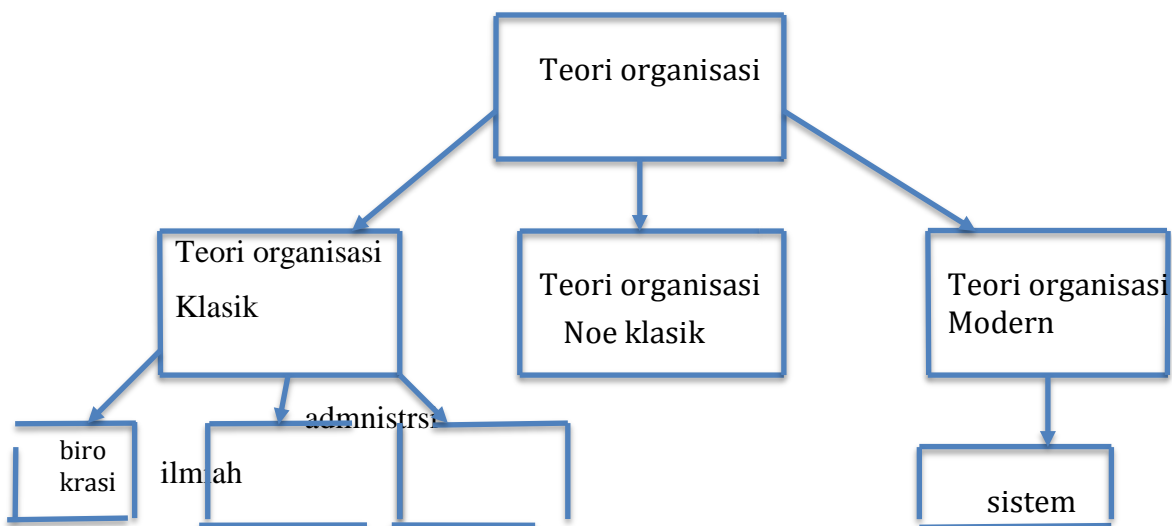 Teori organisasi
Teori organisasi
Klasik
Teori organisasi
Noe klasik
Teori organisasi
Modern
admnistrsi
biro
krasi
ilmiah
sistem